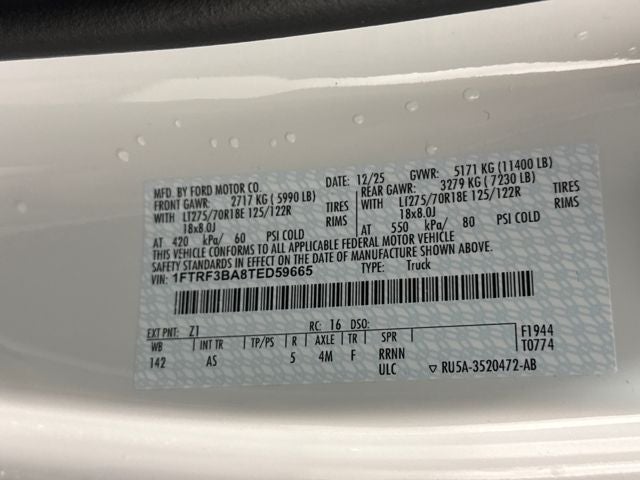 MFD. BY FORD MOTOR CO. DATE: 12/25 GVWR: 5171 KG (11400 LB)
FRONT GAWR: 2717 KG (5990 LB) REAR GAWR: 3279 KG (7230 LB)
WITH LT275/70R18E 125/122R TIRES WITH LT275/70R18E 125/122R TIRES
18x8.0J RIMS 18x8.0J RIMS
AT 420 kPa/ 60 PSI COLD AT 550 kPa/ 80 PSI COLD
THIS VEHICLE CONFORMS TO ALL APPLICABLE FEDERAL MOTOR VEHICLE
SAFETY STANDARDS IN EFFECT ON DATE OF MANUFACTURE SHOWN ABOVE.
VIN: 1FTRF3BA8TED59665 TYPE: Truck
EXT PNT: Z1 RC: 16 DSO: F1944
WB INT TR TP/PS R AXLE TR SPR T0774
142 AS 5 4M F RRNN
ULC ▽ RU5A-3520472-AB